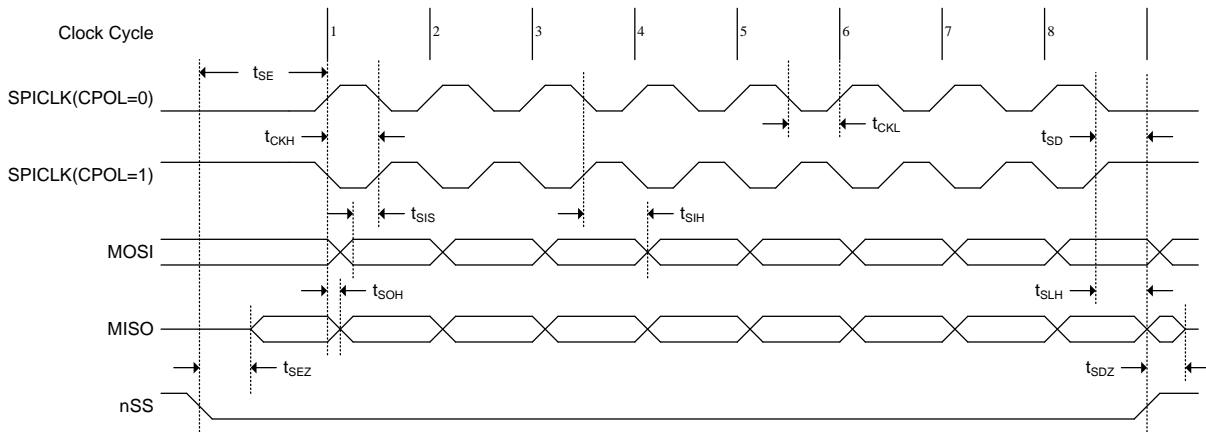 Clock Cycle 1 2 3 4 5 6 7 8
tSE
SPICLK(CPOL=0)
tCKH tCKL tSD
SPICLK(CPOL=1)
tSIS tSIH
MOSI
tSOH tSLH
MISO
tSEZ tSDZ
nSS